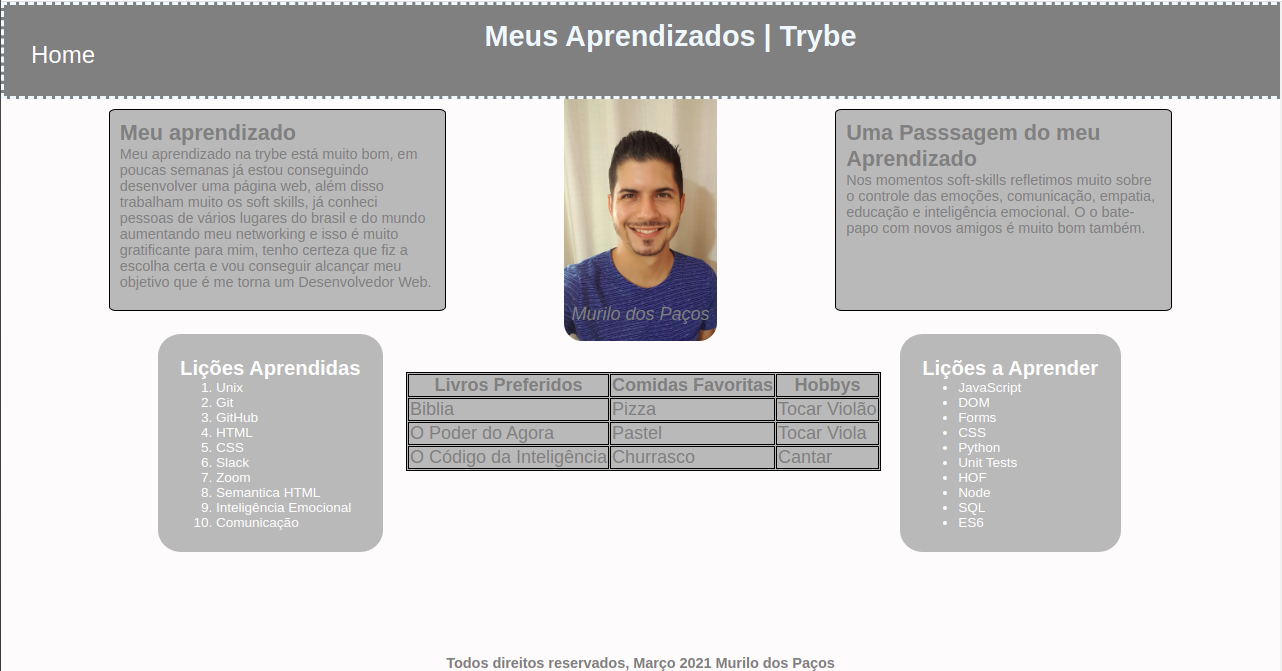 Home
Meus Aprendizados | Trybe
Meu aprendizado
Meu aprendizado na trybe está muito bom, em
poucas semanas já estou conseguindo
desenvolver uma página web, além disso
trabalham muito os soft skills, já conheci
pessoas de vários lugares do brasil e do mundo
aumentando meu networking e isso é muito
gratificante para mim, tenho certeza que fiz a
escolha certa e vou conseguir alcançar meu
objetivo que é me torna um Desenvolvedor Web.
Murilo dos Paços
Uma Passsagem do meu
Aprendizado
Nos momentos soft-skills refletimos muito sobre
o controle das emoções, comunicação, empatia,
educação e inteligência emocional. O o bate-
papo com novos amigos é muito bom também.
Lições Aprendidas
1. Unix
2. Git
3. GitHub
4. HTML
5. CSS
6. Slack
7. Zoom
8. Semantica HTML
9. Inteligência Emocional
10. Comunicação
Livros Preferidos Comidas Favoritas Hobbys
Biblia Pizza Tocar Violão
O Poder do Agora Pastel Tocar Viola
O Código da Inteligência Churrasco Cantar
Lições a Aprender
• JavaScript
• DOM
• Forms
• CSS
• Python
• Unit Tests
• HOF
• Node
• SQL
• ES6
Todos direitos reservados, Março 2021 Murilo dos Paços